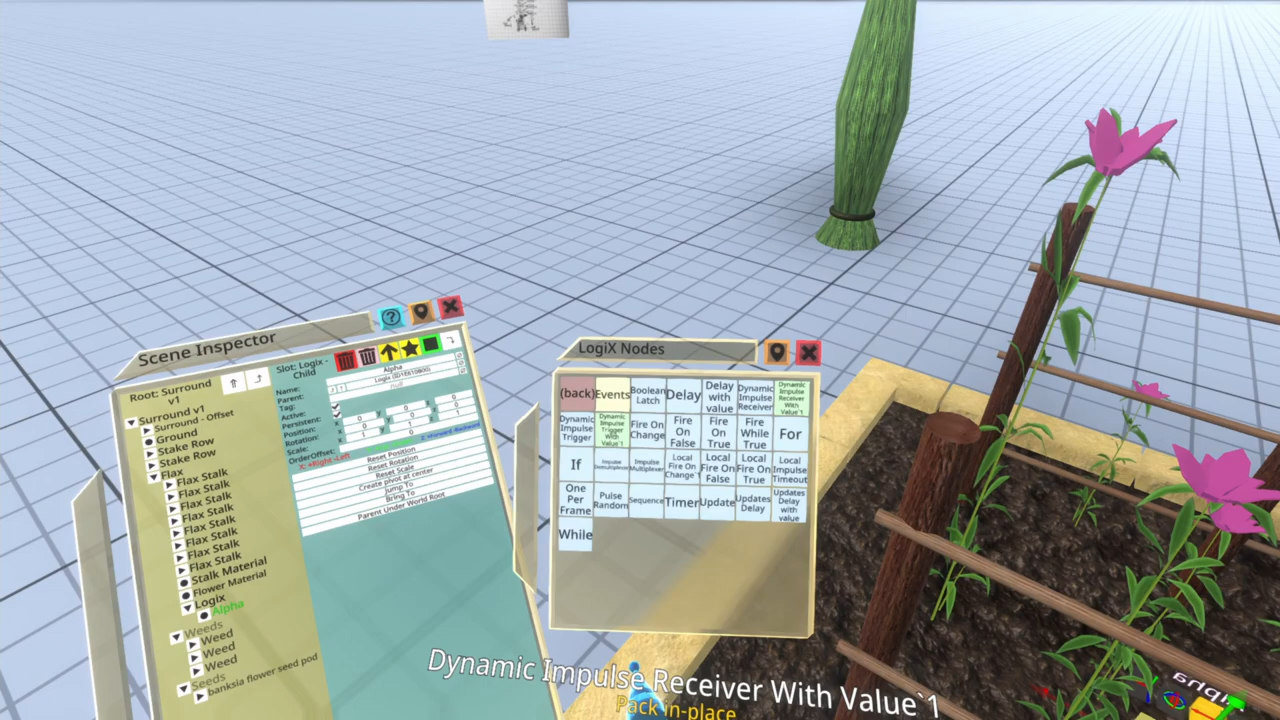 Scene Inspector
?
Root: Surround
v1
Surround v1
Surround - Offset
Ground
Stake Row
Stake Row
Flax
Flax Stalk
Flax Stalk
Flax Stalk
Flax Stalk
Flax Stalk
Flax Stalk
Flax Stalk
Stalk Material
Flower Material
Logix
Alpha
Weeds
Weed
Weed
Weed
Seeds
banksia flower seed pod
Slot: Logix -
Child
Name:
Alpha
Parent:
Tag:
null
Active:
Persistent:
Position:
Rotation:
Scale:
OrderOffset:
Reset Position
Reset Rotation
Reset Scale
Create pivot at center
Jump To
Bring To
Parent Under World Root
LogiX Nodes
(back)
Events
Boolean
Latch
Delay
Delay
with
value
Dynamic
Impulse
Receiver
Dynamic
Impulse
Receiver
With
Value`1
Dynamic
Impulse
Trigger
Dynamic
Impulse
Trigger
With
Value`1
Fire On
Change
Fire
On
False
Fire
On
True
Fire
While
True
For
If
Impulse
Demultiplexer
Impulse
Multiplexer
Local
Fire On
Change`1
Local
Fire On
False
Local
Fire On
True
Local
Impulse
Timeout
One
Per
Frame
Pulse
Random
Sequence
Timer
Update
Updates
Delay
Updates
Delay
with
value
While
Dynamic Impulse Receiver With Value`1
Pack in-place
Alpha